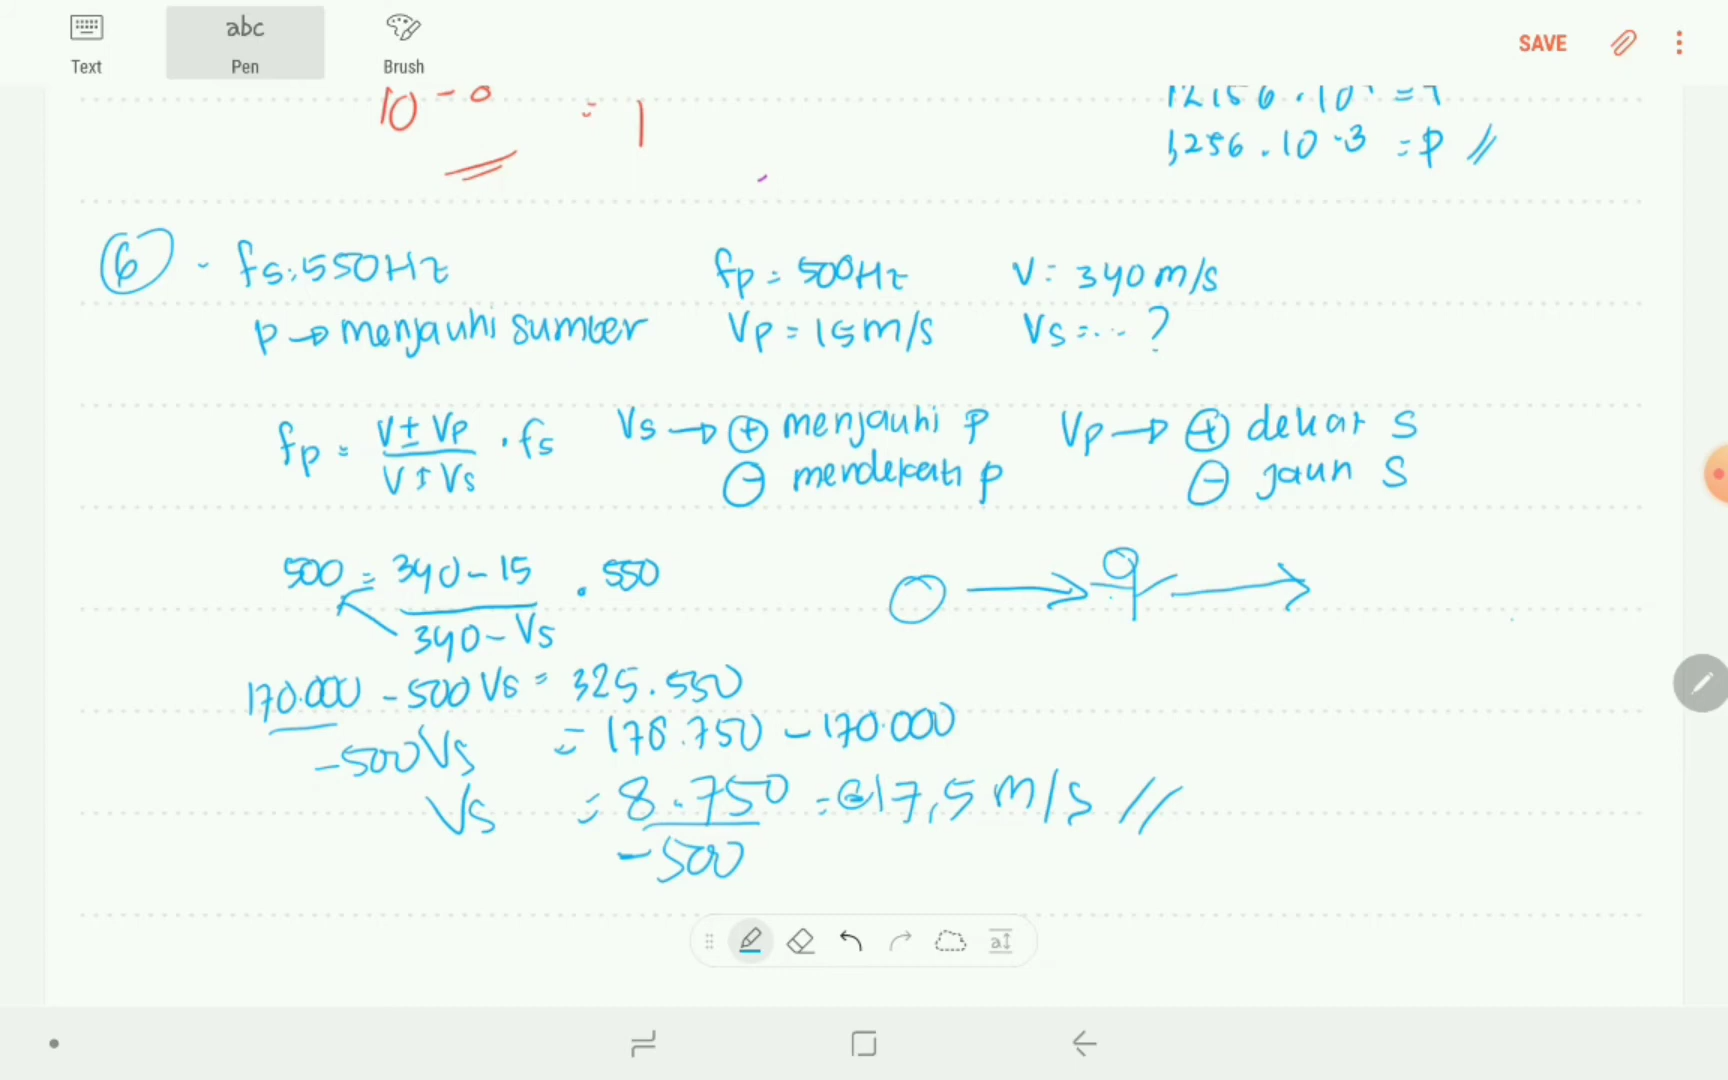 Text
abc
Pen
Brush
SAVE
10 - 0 = 1
1,256 . 10 -3 = P //
6 - fs : 550Hz fp = 500Hz V = 340 m/s
p → menjauhi sumber Vp = 15 m/s Vs = ... ?
fp = V ± Vp / V ± Vs . fs Vs → + menjauhi p Vp → + dekat S
- mendekati p - jauh S
500 = 340 - 15 / 340 - Vs . 550
170.000 - 500 Vs = 325 . 550
-500 Vs = 178.750 - 170.000
Vs = 8.750 / -500 = 17,5 m/s //